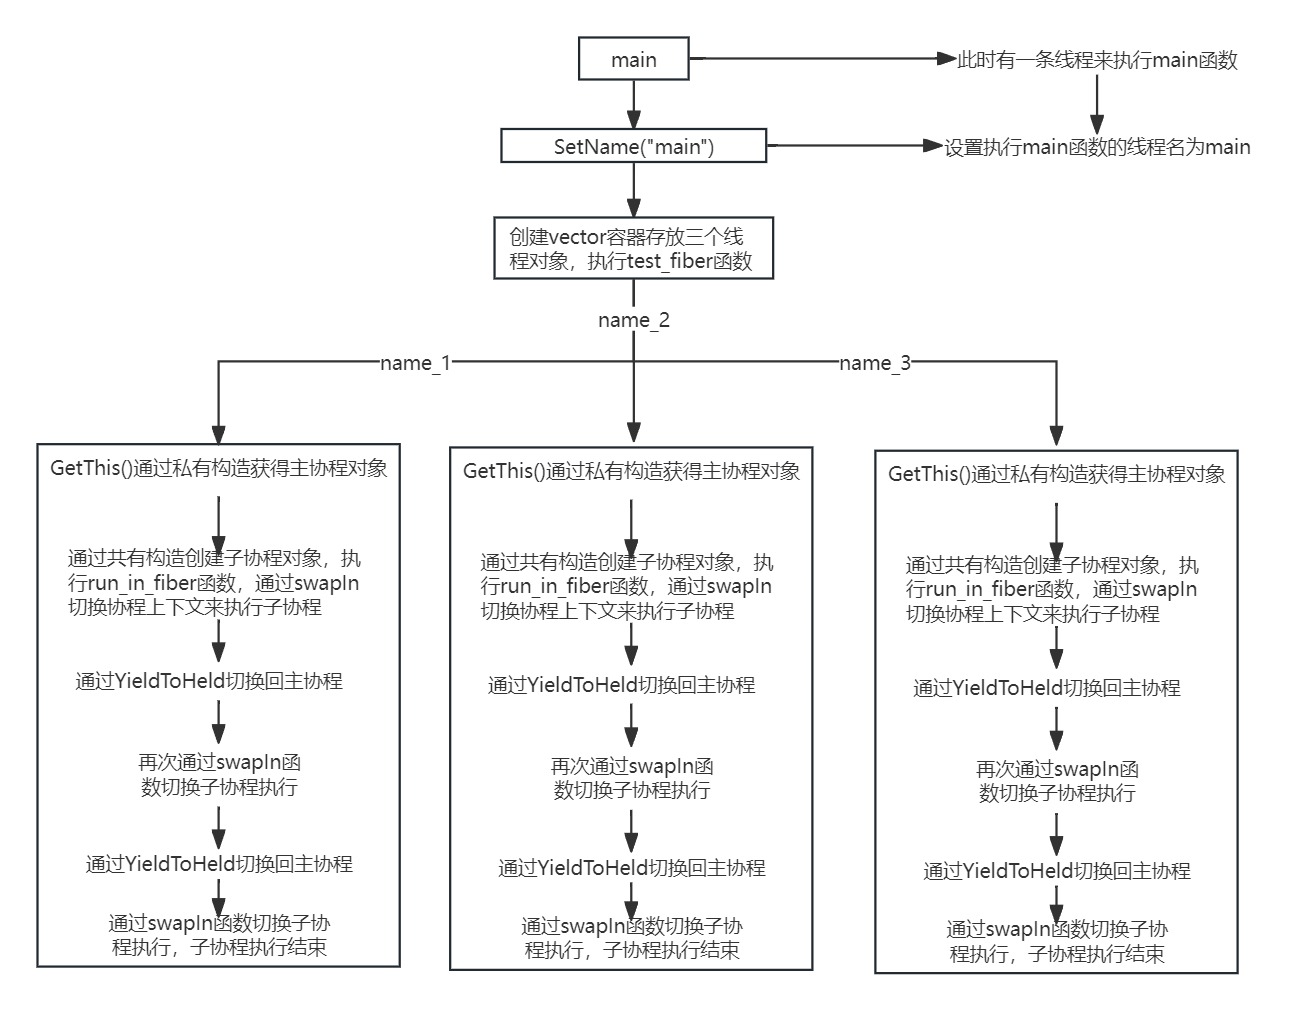 main
此时有一条线程来执行main函数
SetName("main")
设置执行main函数的线程名为main
创建vector容器存放三个线
程对象，执行test_fiber函数
name_2
name_1
name_3
GetThis()通过私有构造获得主协程对象
通过共有构造创建子协程对象，执
行run_in_fiber函数，通过swapIn
切换协程上下文来执行子协程
通过YieldToHeld切换回主协程
再次通过swapIn函
数切换子协程执行
通过YieldToHeld切换回主协程
通过swapIn函数切换子协
程执行，子协程执行结束
GetThis()通过私有构造获得主协程对象
通过共有构造创建子协程对象，执
行run_in_fiber函数，通过swapIn
切换协程上下文来执行子协程
通过YieldToHeld切换回主协程
再次通过swapIn函
数切换子协程执行
通过YieldToHeld切换回主协程
通过swapIn函数切换子协
程执行，子协程执行结束
GetThis()通过私有构造获得主协程对象
通过共有构造创建子协程对象，执
行run_in_fiber函数，通过swapIn
切换协程上下文来执行子协程
通过YieldToHeld切换回主协程
再次通过swapIn函
数切换子协程执行
通过YieldToHeld切换回主协程
通过swapIn函数切换子协
程执行，子协程执行结束